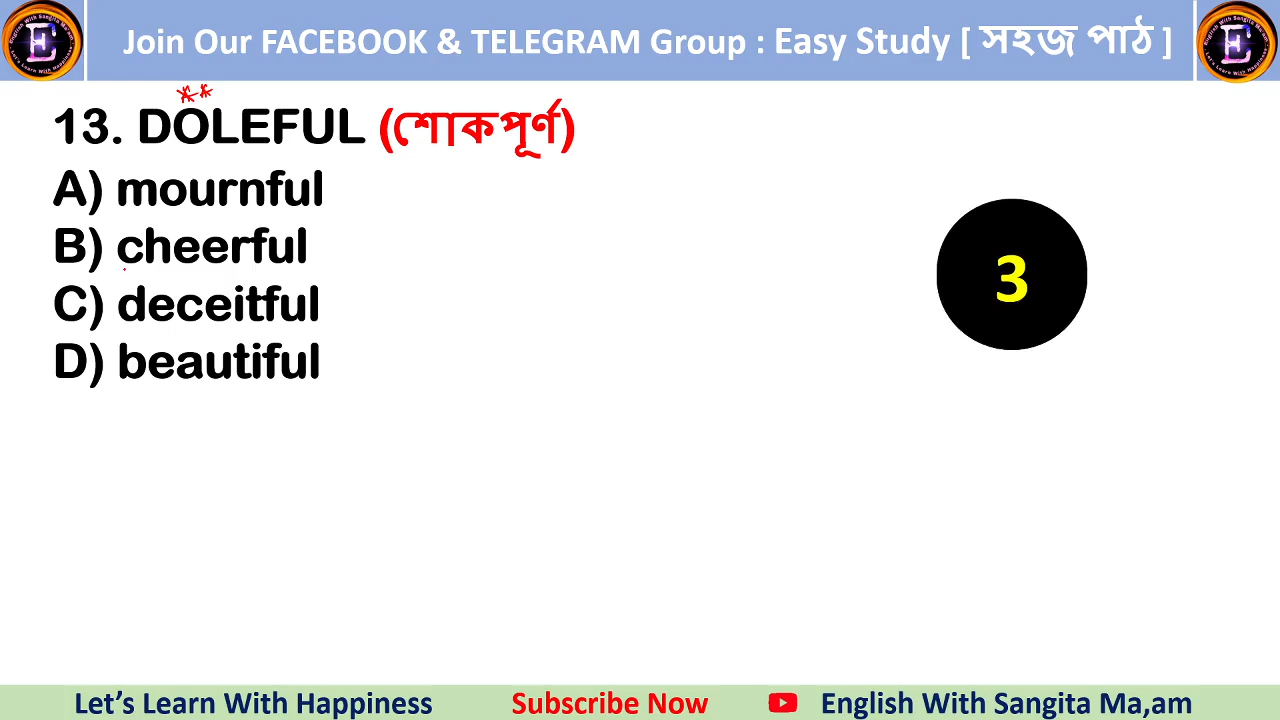 Join Our FACEBOOK & TELEGRAM Group : Easy Study [ সহজ পাঠ ]
13. DOLEFUL (শোকপূর্ণ)
A) mournful
B) cheerful
C) deceitful
D) beautiful
3
Let’s Learn With Happiness Subscribe Now English With Sangita Ma,am